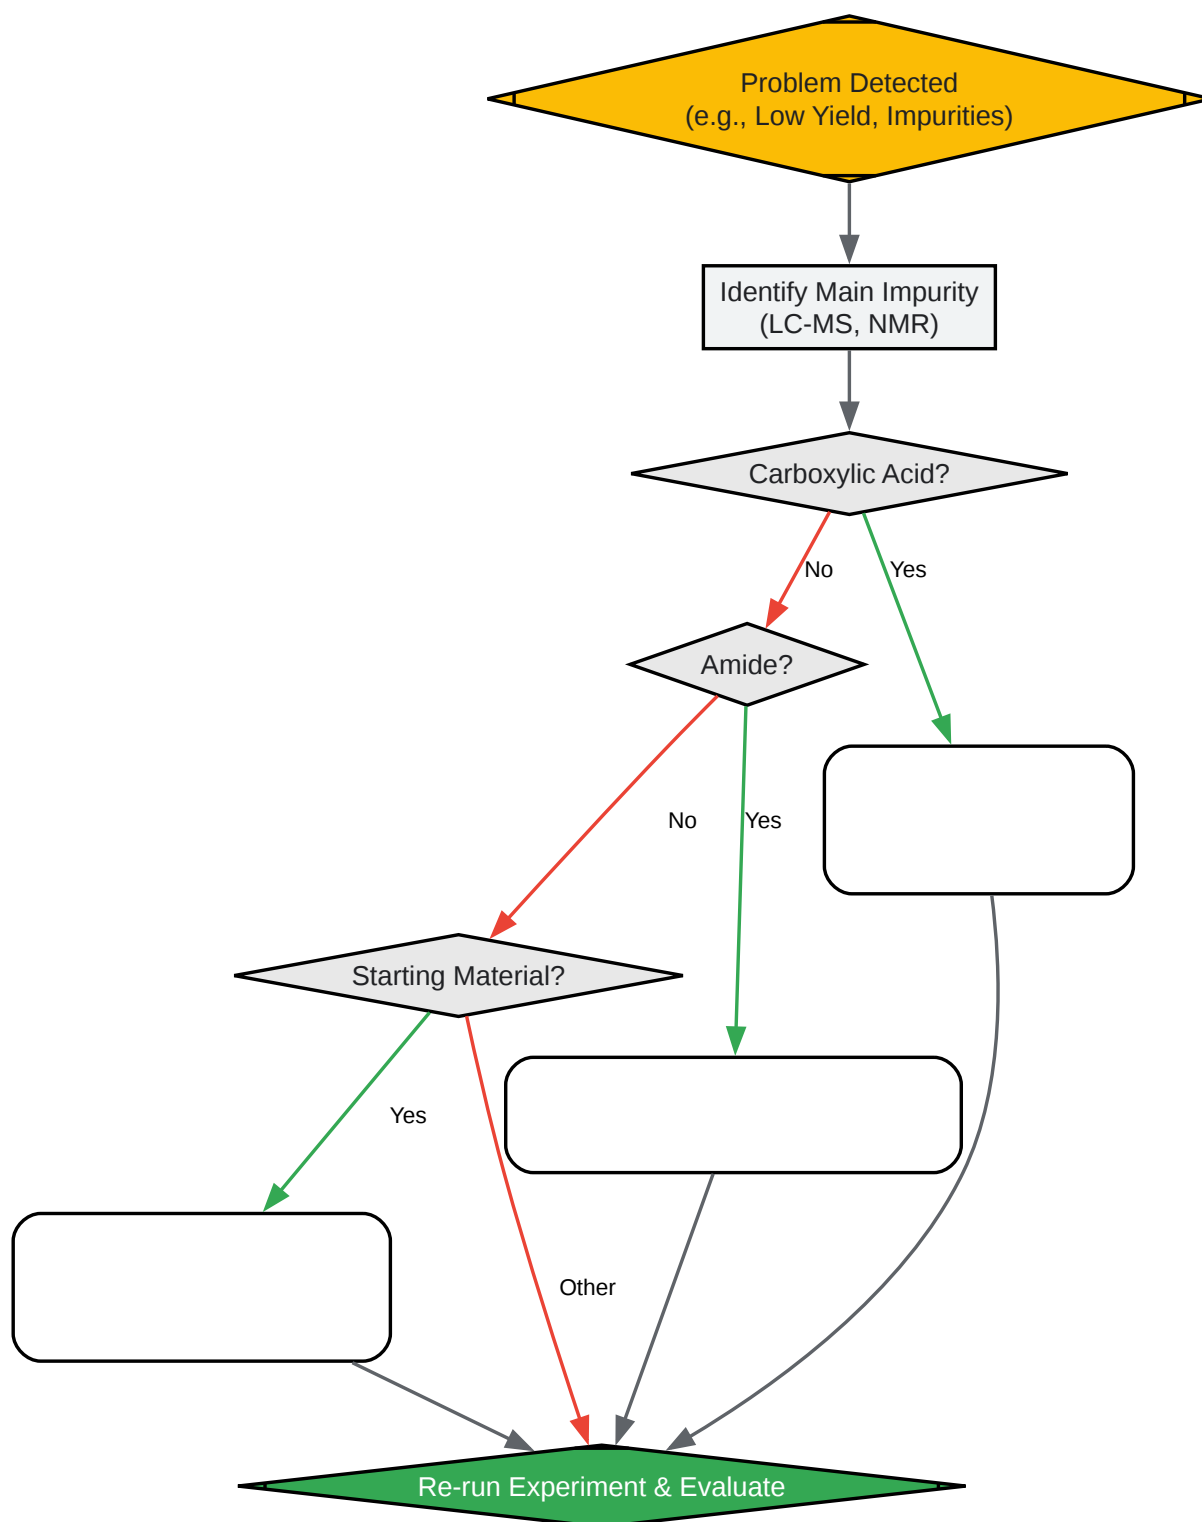 Problem Detected
(e.g., Low Yield, Impurities)
Identify Main Impurity
(LC-MS, NMR)
Carboxylic Acid?
No
Yes
Amide?
No
Yes
Starting Material?
Yes
Other
Re-run Experiment & Evaluate